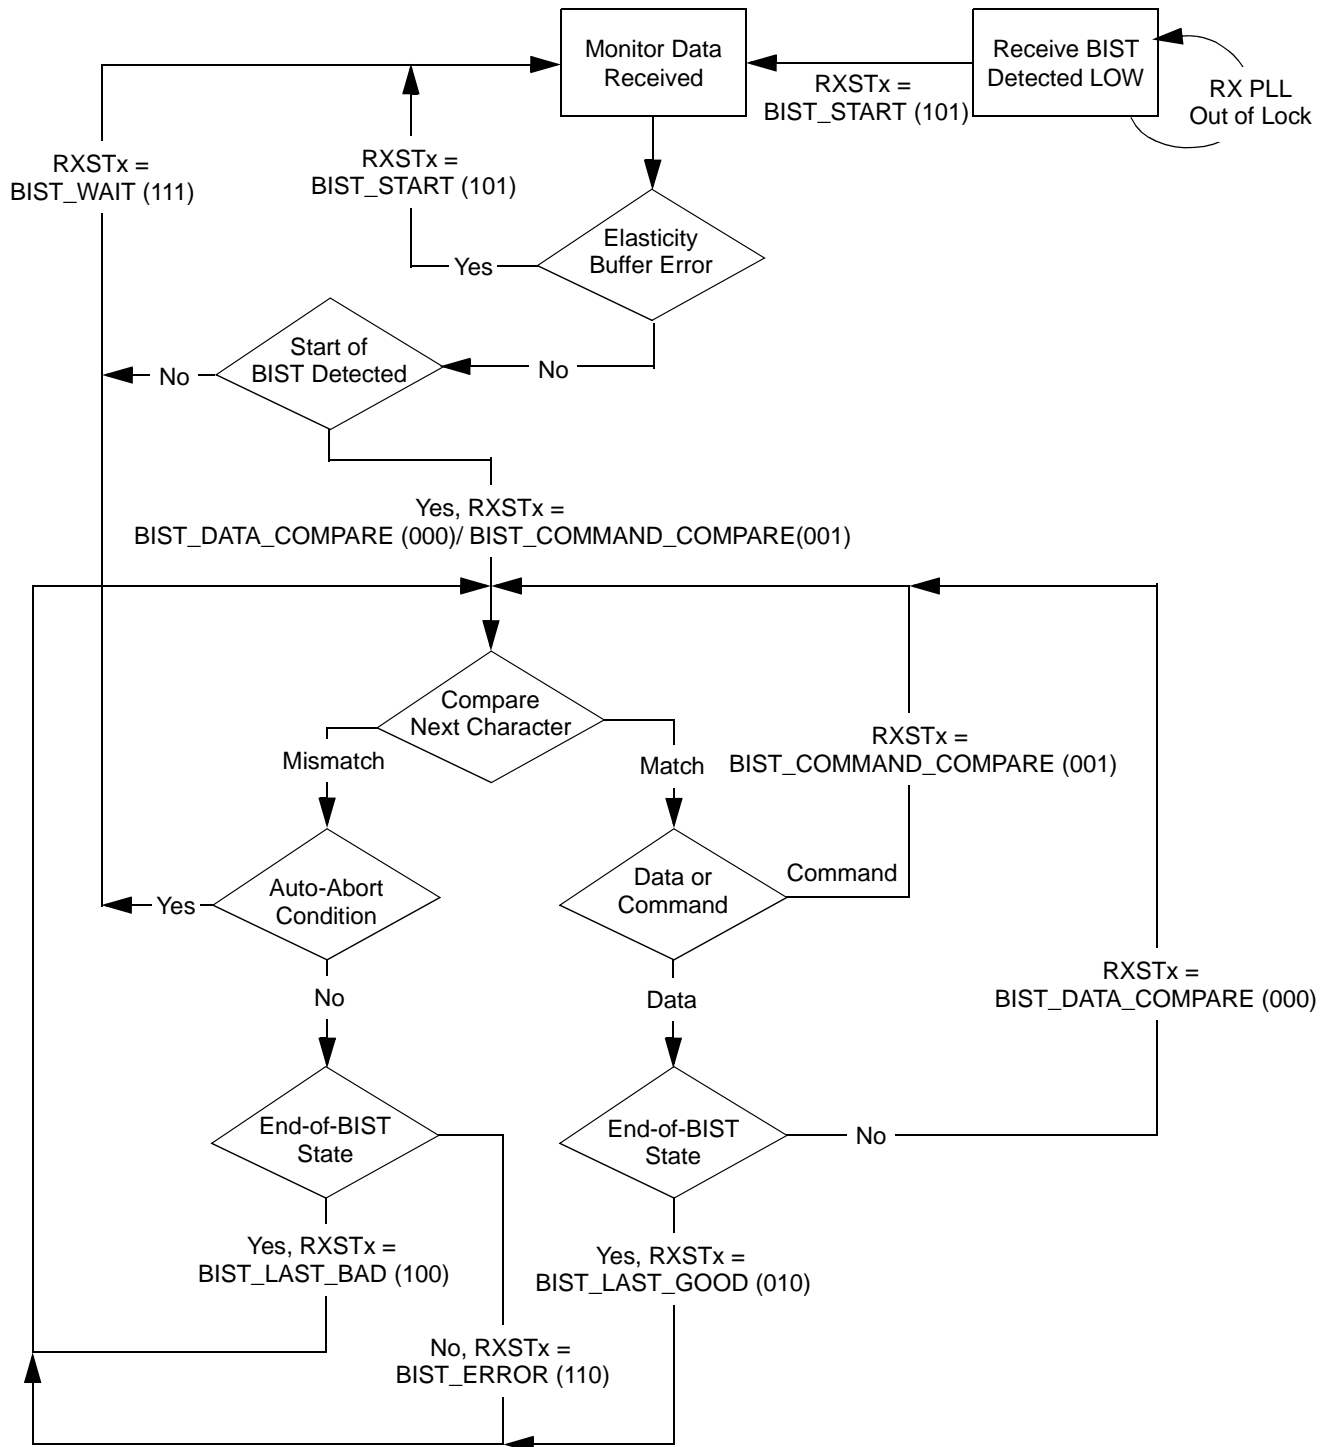 Monitor Data
Received
Receive BIST
Detected LOW
RX PLL
Out of Lock
RXSTx =
BIST_START (101)
RXSTx =
BIST_WAIT (111)
RXSTx =
BIST_START (101)
Elasticity
Buffer Error
Yes
No
Start of
BIST Detected
No
Yes, RXSTx =
BIST_DATA_COMPARE (000)/ BIST_COMMAND_COMPARE(001)
Compare
Next Character
Mismatch
Match
RXSTx =
BIST_COMMAND_COMPARE (001)
Auto-Abort
Condition
Yes
Data or
Command
Command
No
Data
RXSTx =
BIST_DATA_COMPARE (000)
End-of-BIST
State
End-of-BIST
State
No
Yes, RXSTx =
BIST_LAST_BAD (100)
Yes, RXSTx =
BIST_LAST_GOOD (010)
No, RXSTx =
BIST_ERROR (110)